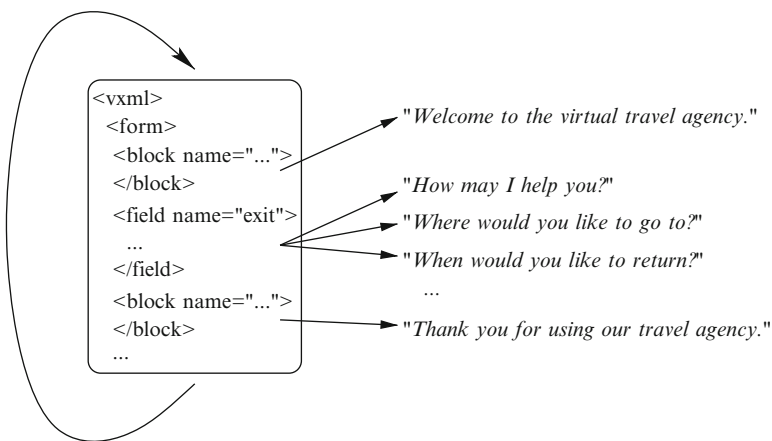 <vxml>
<form>
<block name="...">
</block>
<field name="exit">
...
</field>
<block name="...">
</block>
...
"Welcome to the virtual travel agency."
"How may I help you?"
"Where would you like to go to?"
"When would you like to return?"
...
"Thank you for using our travel agency."